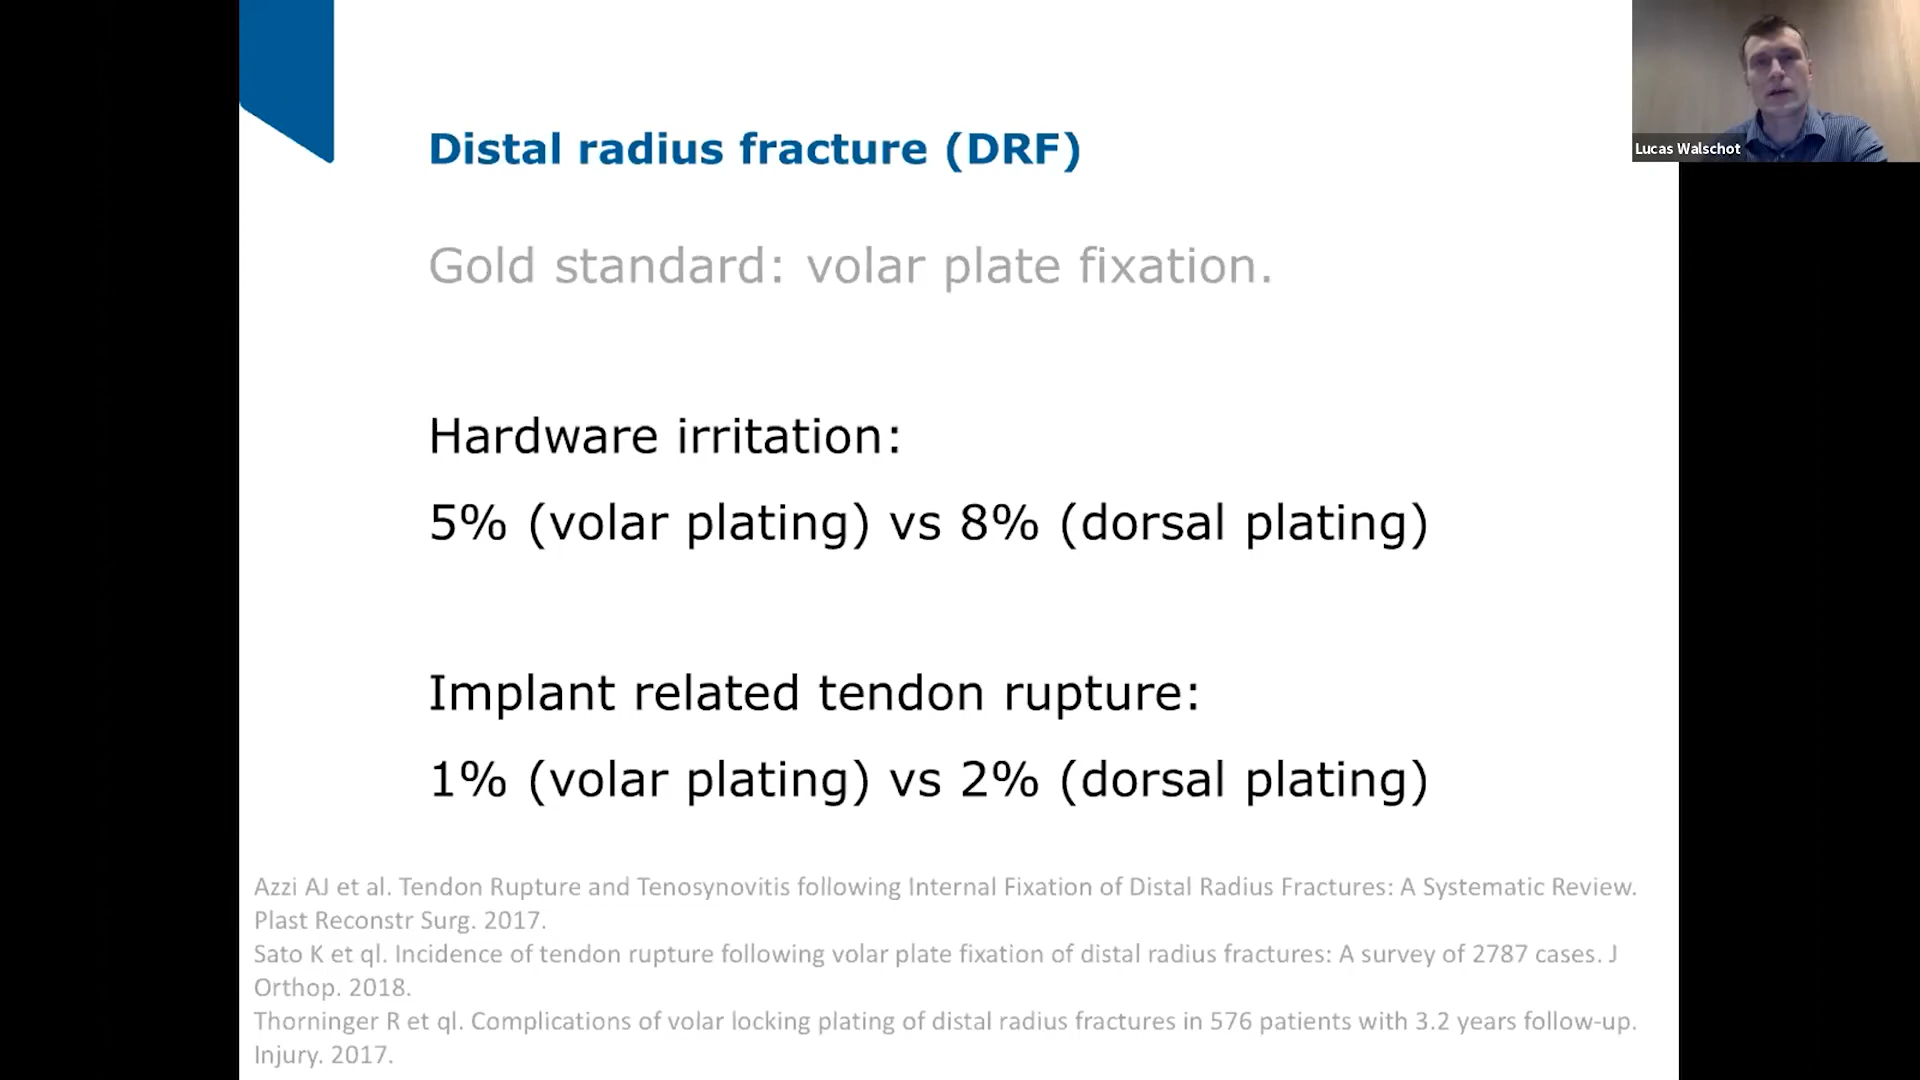 Lucas Walschot
Distal radius fracture (DRF)
Gold standard: volar plate fixation.
Hardware irritation:
5% (volar plating) vs 8% (dorsal plating)
Implant related tendon rupture:
1% (volar plating) vs 2% (dorsal plating)
Azzi AJ et al. Tendon Rupture and Tenosynovitis following Internal Fixation of Distal Radius Fractures: A Systematic Review.
Plast Reconstr Surg. 2017.
Sato K et ql. Incidence of tendon rupture following volar plate fixation of distal radius fractures: A survey of 2787 cases. J
Orthop. 2018.
Thorninger R et ql. Complications of volar locking plating of distal radius fractures in 576 patients with 3.2 years follow-up.
Injury. 2017.